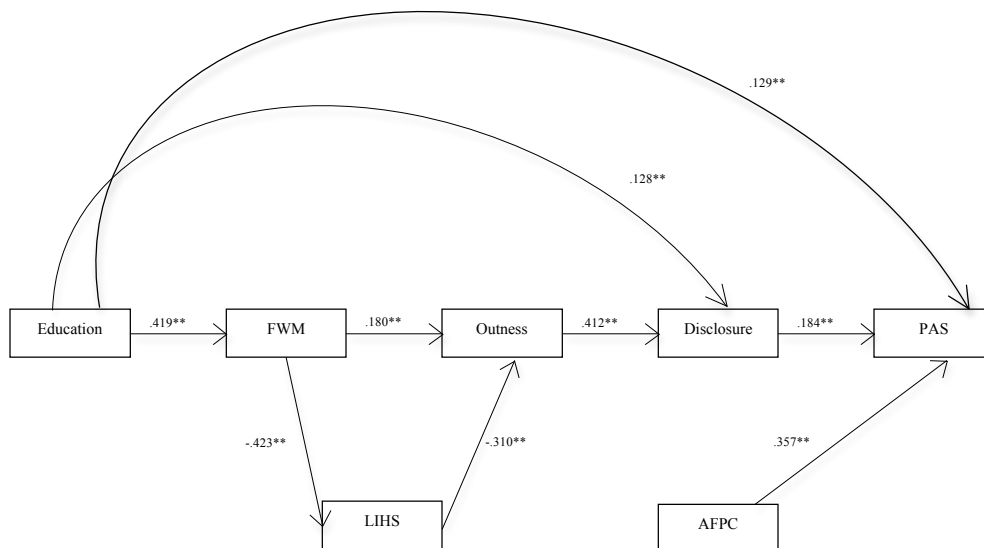 .129**
.128**
Education
.419**
FWM
.180**
Outness
.412**
Disclosure
.184**
PAS
-.423**
-.310**
.357**
LIHS
AFPC